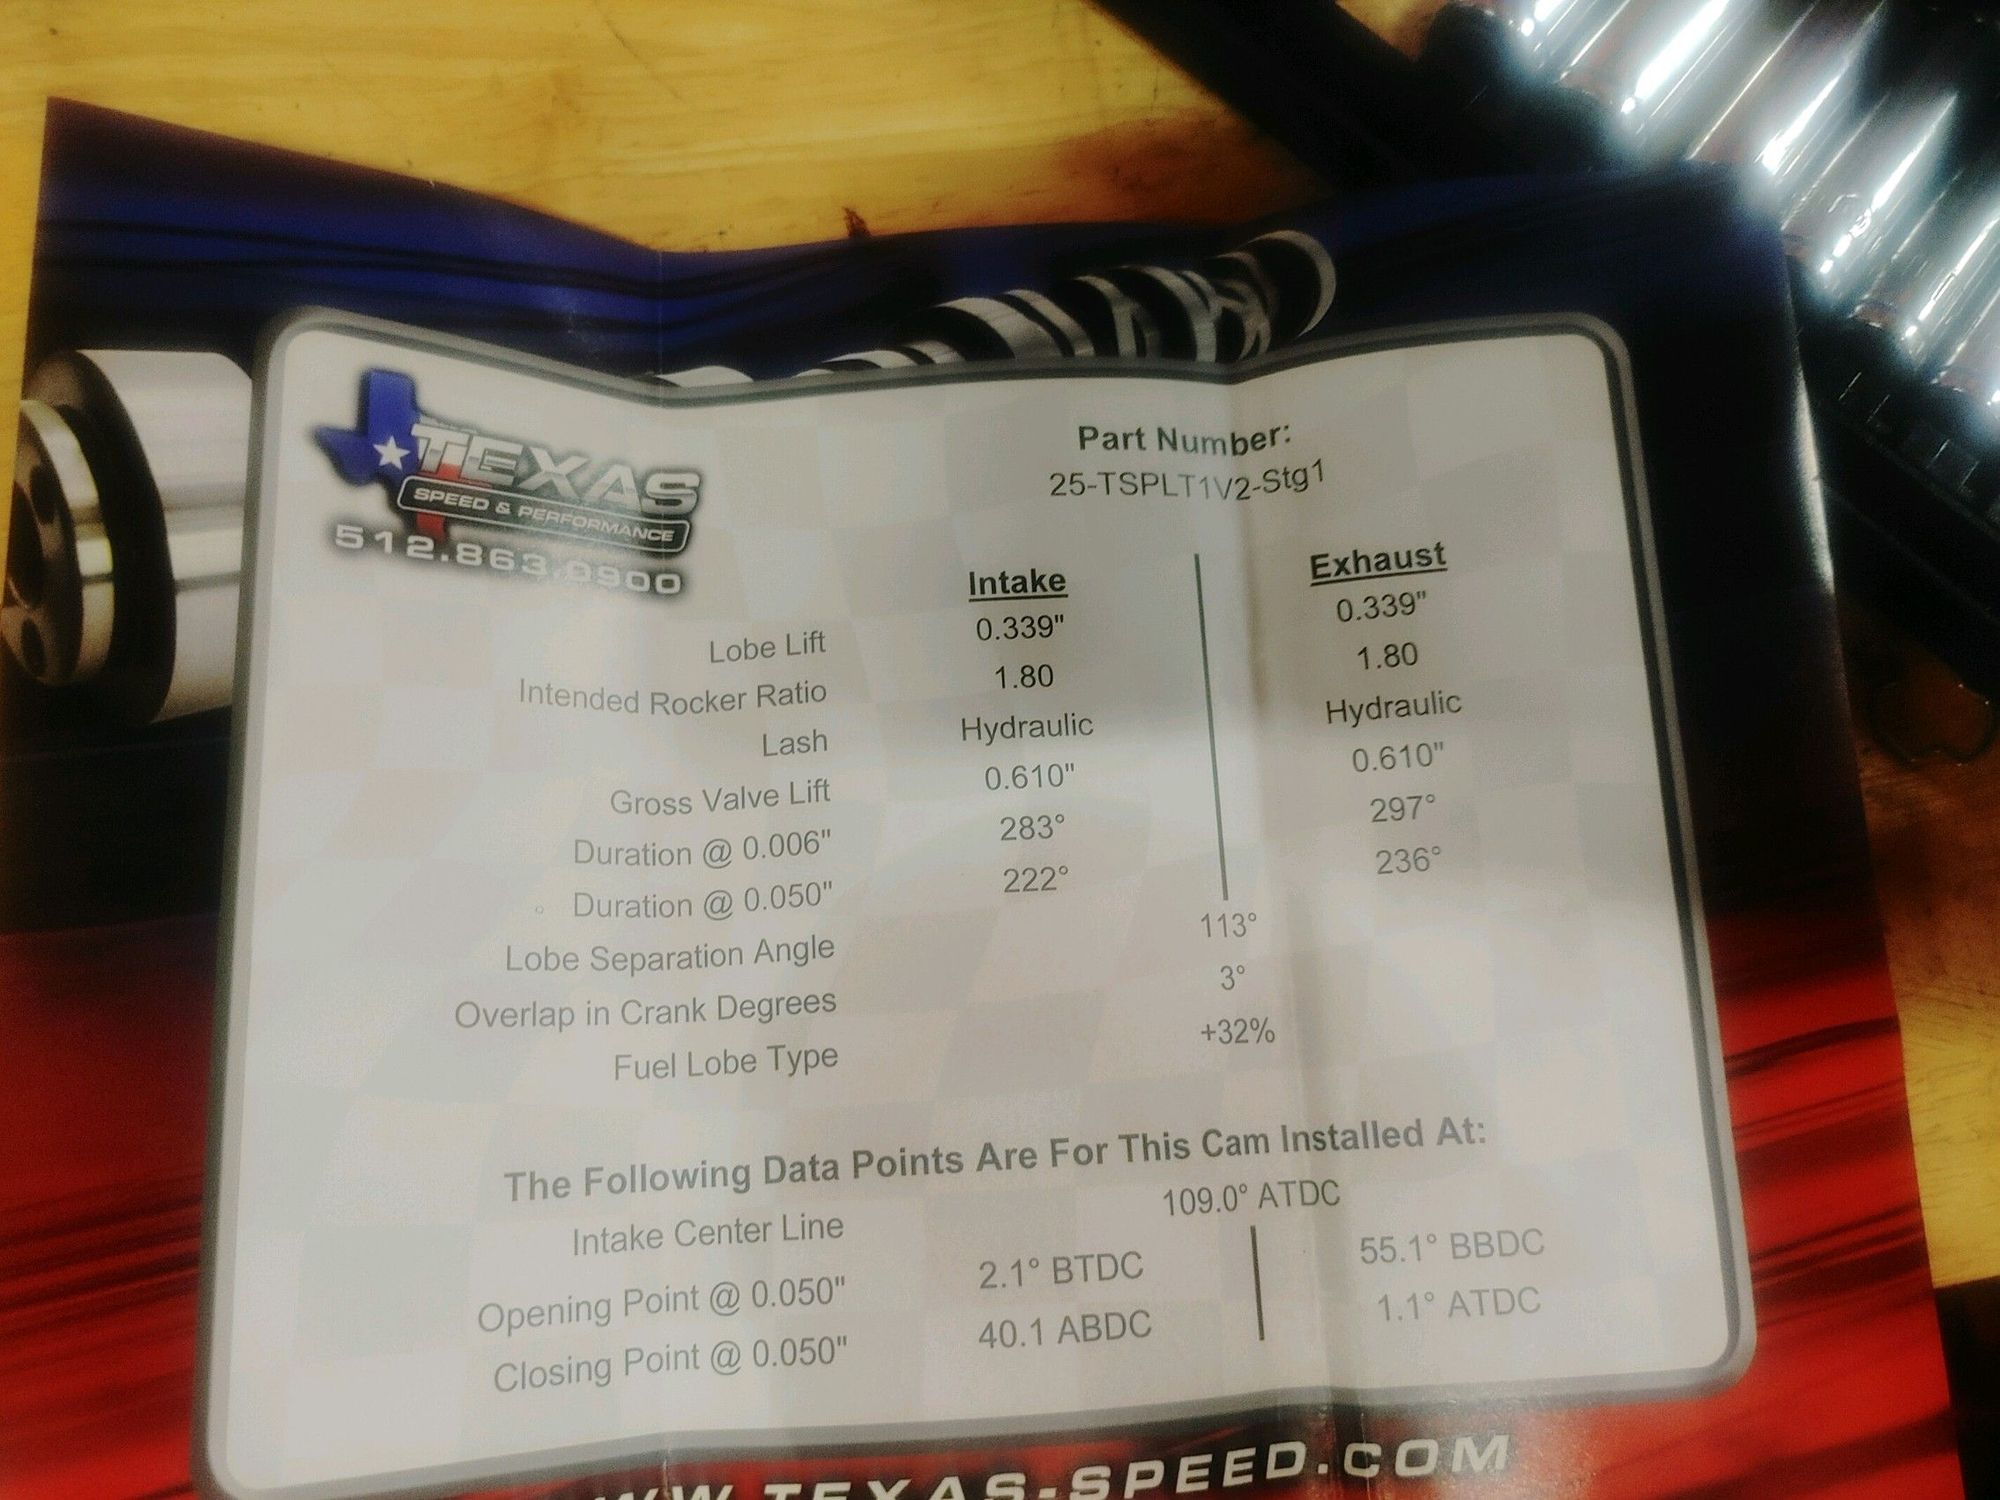 TEXAS
SPEED & PERFORMANCE
512.863.0900
Part Number:
25-TSPLT1V2-Stg1
Intake Exhaust
Lobe Lift 0.339" 0.339"
Intended Rocker Ratio 1.80 1.80
Lash Hydraulic Hydraulic
Gross Valve Lift 0.610" 0.610"
Duration @ 0.006" 283° 297°
Duration @ 0.050" 222° 236°
Lobe Separation Angle 113°
Overlap in Crank Degrees 3°
Fuel Lobe Type +32%
The Following Data Points Are For This Cam Installed At:
Intake Center Line 109.0° ATDC
Opening Point @ 0.050" 2.1° BTDC 55.1° BBDC
Closing Point @ 0.050" 40.1 ABDC 1.1° ATDC
WW.TEXAS-SPEED.COM